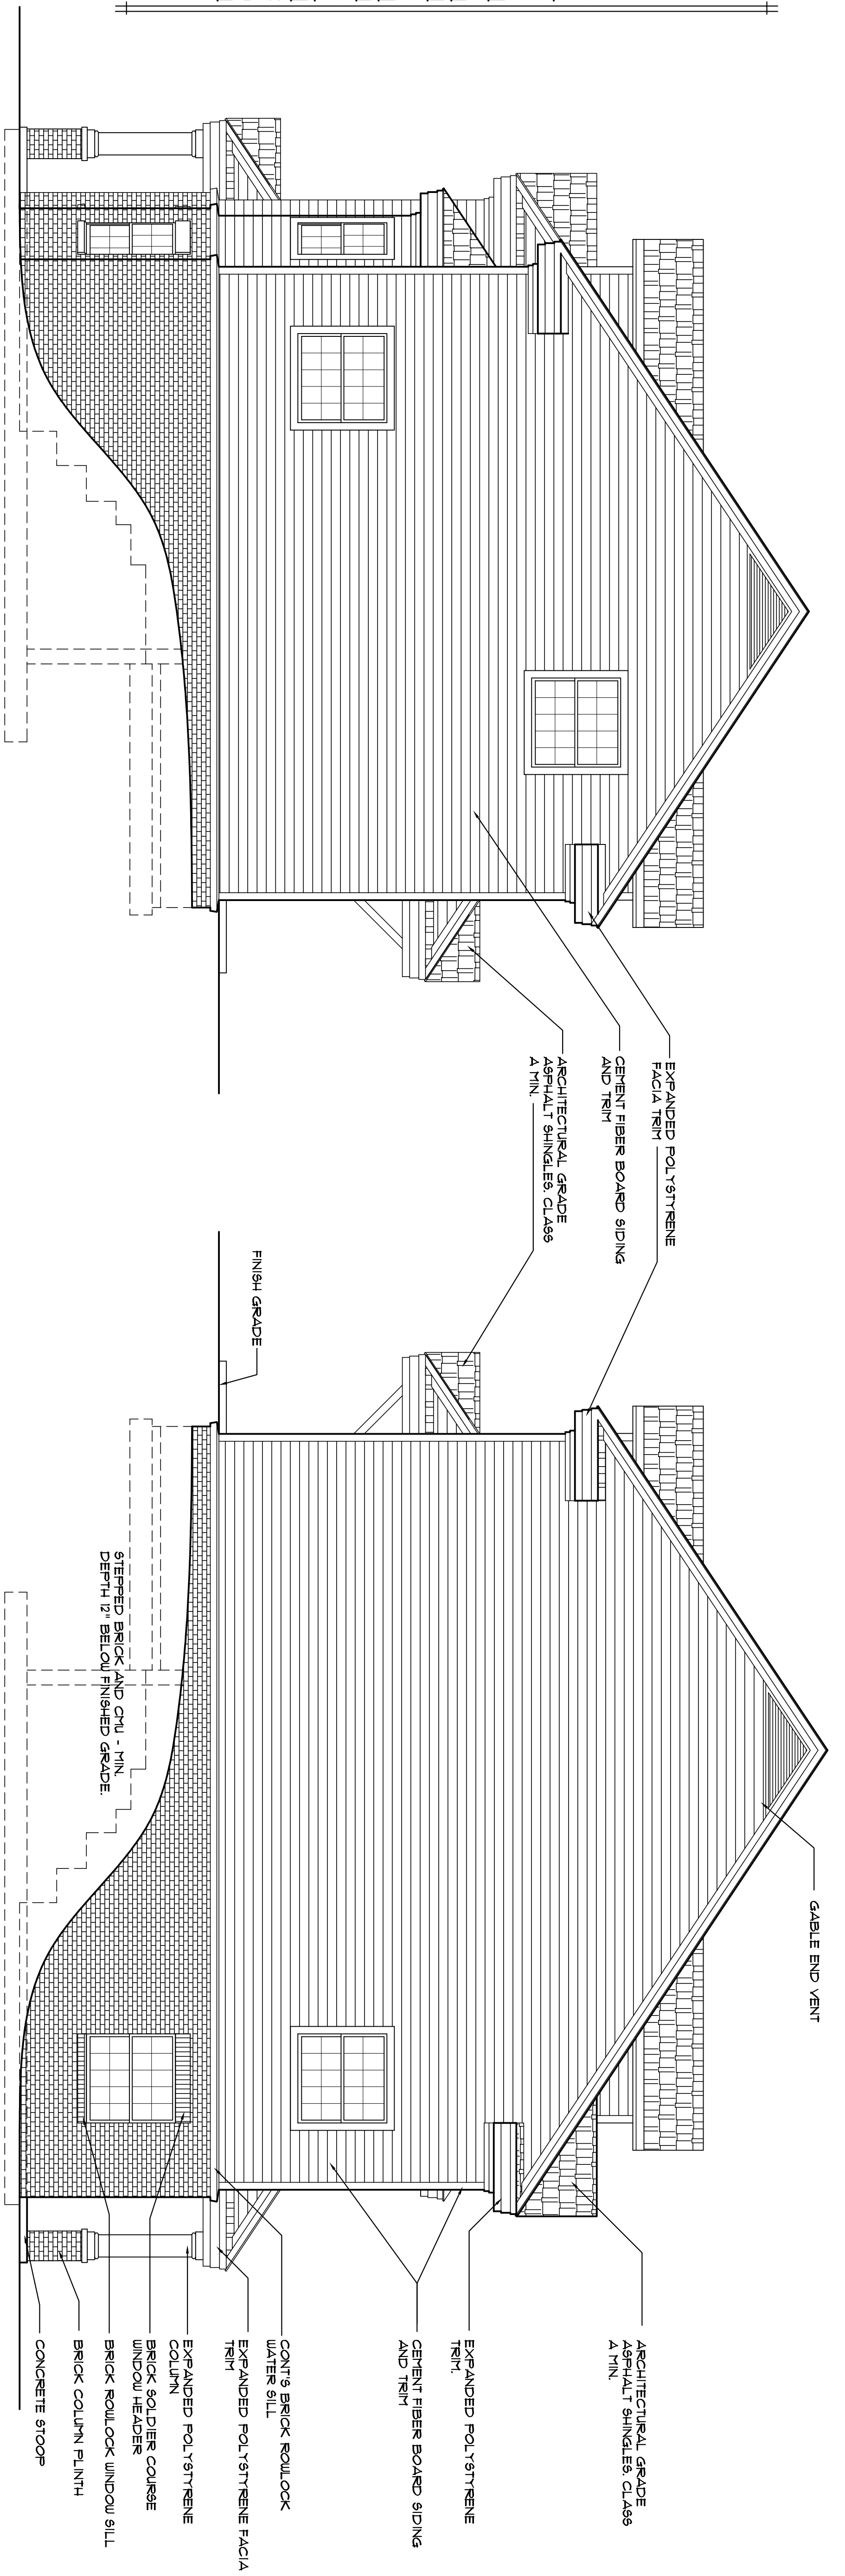 EXPANDED POLYSTYRENE
FACIA TRIM
CEMENT FIBER BOARD SIDING
AND TRIM
ARCHITECTURAL GRADE
ASPHALT SHINGLES. CLASS
A MIN.
FINISH GRADE
STEPPED BRICK AND CMU - MIN.
DEPTH 12" BELOW FINISHED GRADE.
GABLE END VENT
ARCHITECTURAL GRADE
ASPHALT SHINGLES. CLASS
A MIN.
EXPANDED POLYSTYRENE
TRIM.
CEMENT FIBER BOARD SIDING
AND TRIM
CONT'S BRICK ROWLOCK
WATER SILL
EXPANDED POLYSTYRENE FACIA
TRIM
EXPANDED POLYSTYRENE
COLUMN
BRICK SOLDIER COURSE
WINDOW HEADER
BRICK ROWLOCK WINDOW SILL
BRICK COLUMN PLINTH
CONCRETE STOOP